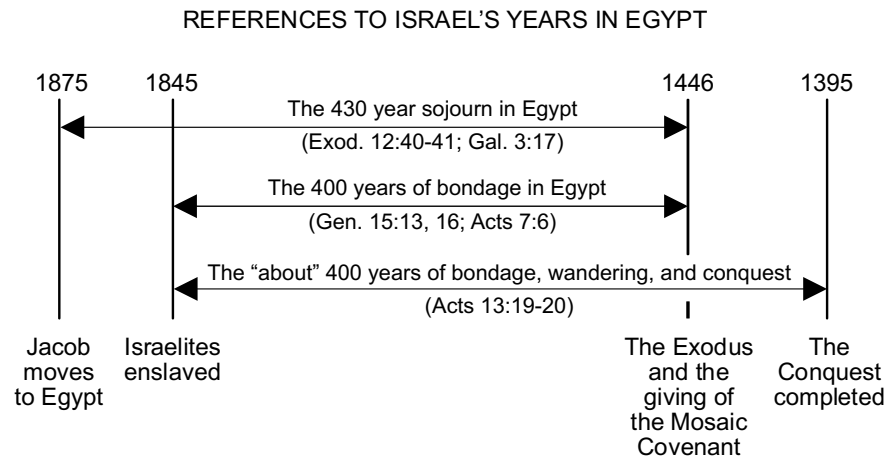 REFERENCES TO ISRAEL’S YEARS IN EGYPT
1875 1845 1446 1395
The 430 year sojourn in Egypt
(Exod. 12:40-41; Gal. 3:17)
The 400 years of bondage in Egypt
(Gen. 15:13, 16; Acts 7:6)
The “about” 400 years of bondage, wandering, and conquest
(Acts 13:19-20)
Jacob
moves
to Egypt
Israelites
enslaved
The Exodus
and the
giving of
the Mosaic
Covenant
The
Conquest
completed